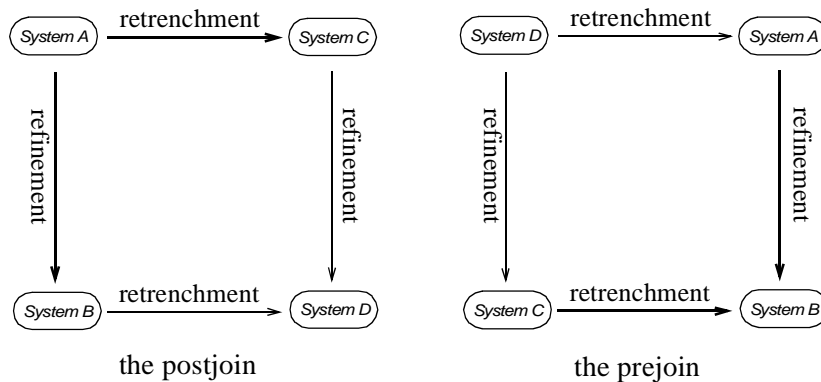 retrenchment
System A
System C
refinement
refinement
System B
retrenchment
System D
the postjoin
retrenchment
System D
System A
refinement
refinement
System C
retrenchment
System B
the prejoin